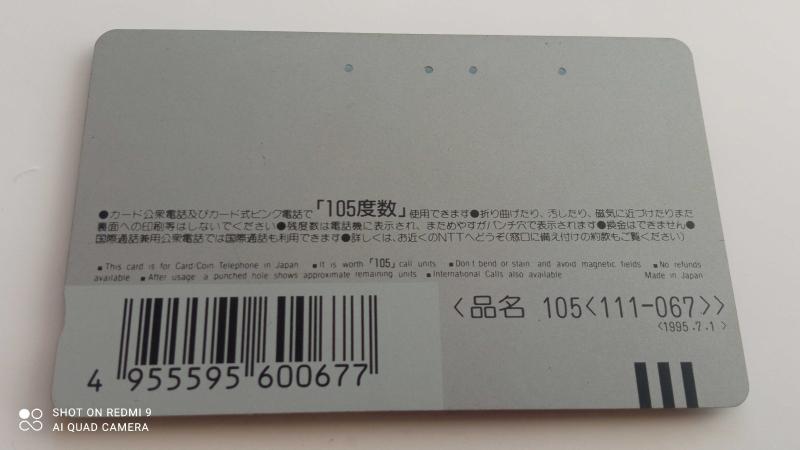 ●カード公衆電話及びカード式ピンク電話で「105度数」使用できます●折り曲げたり、汚したり、磁気に近づけたりまた
裏面への印刷等はしないでください●残度数は電話機に表示され、まためやすがパンチ穴で表示されます●換金はできません●
国際通話兼用公衆電話では国際通話も利用できます●詳しくは、お近くのNTTへどうぞ(窓口に備え付けの約款もご覧ください)
■ This card is for Card/Coin Telephone in Japan ■ It is worth「105」call units ■ Don't bend or stain and avoid magnetic fields ■ No refunds
available ■ After usage a punched hole shows approximate remaining units ■ International Calls also available Made in Japan
〈品名 105〈111-067〉〉
〈1995.7.1〉
4 955595 600677
SHOT ON REDMI 9
AI QUAD CAMERA